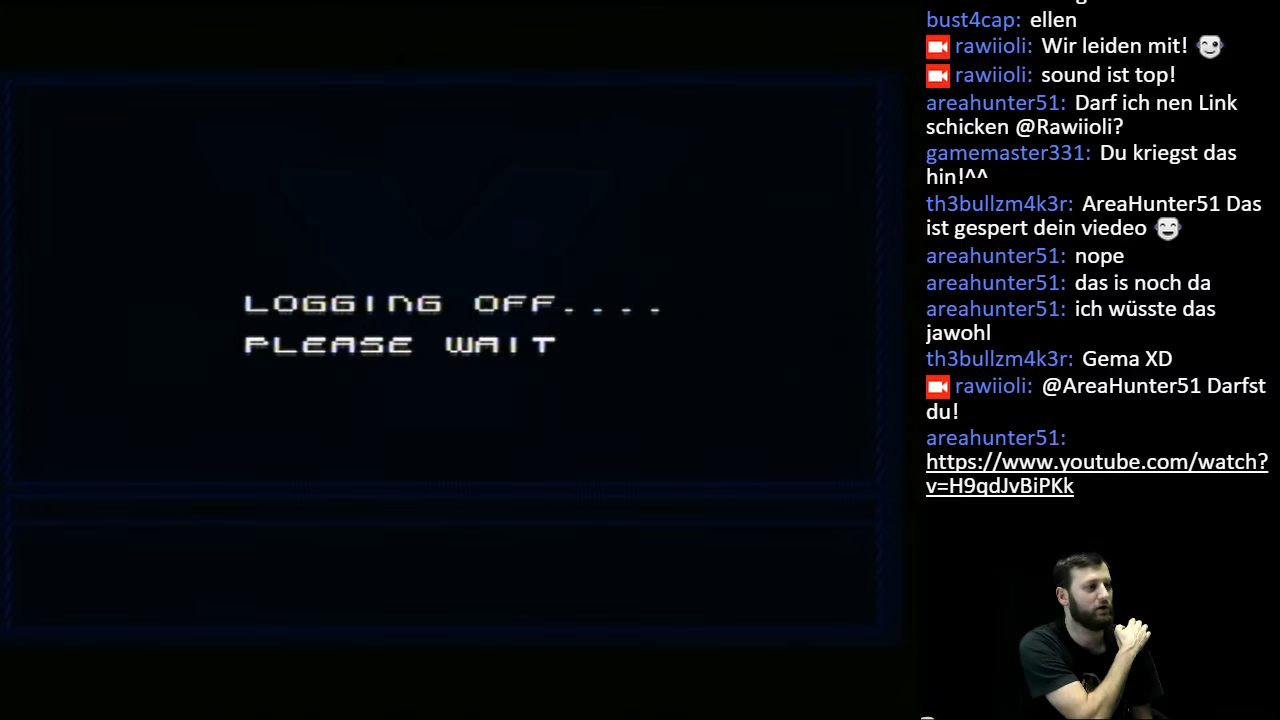 LOGGING OFF....
PLEASE WAIT
bust4cap: ellen
rawiioli: Wir leiden mit!
rawiioli: sound ist top!
areahunter51: Darf ich nen Link
schicken @Rawiioli?
gamemaster331: Du kriegst das
hin!^^
th3bullzm4k3r: AreaHunter51 Das
ist gespert dein viedeo
areahunter51: nope
areahunter51: das is noch da
areahunter51: ich wüsste das
jawohl
th3bullzm4k3r: Gema XD
rawiioli: @AreaHunter51 Darfst
du!
areahunter51:
https://www.youtube.com/watch?
v=H9qdJvBiPKk